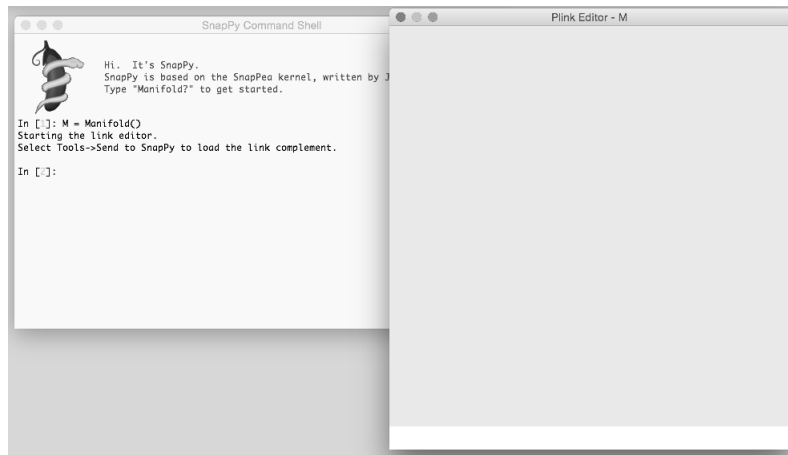 SnapPy Command Shell
Hi. It's SnapPy.
SnapPy is based on the SnapPea kernel, written by J
Type "Manifold?" to get started.
In [1]: M = Manifold()
Starting the link editor.
Select Tools->Send to SnapPy to load the link complement.
In [2]:
Plink Editor - M